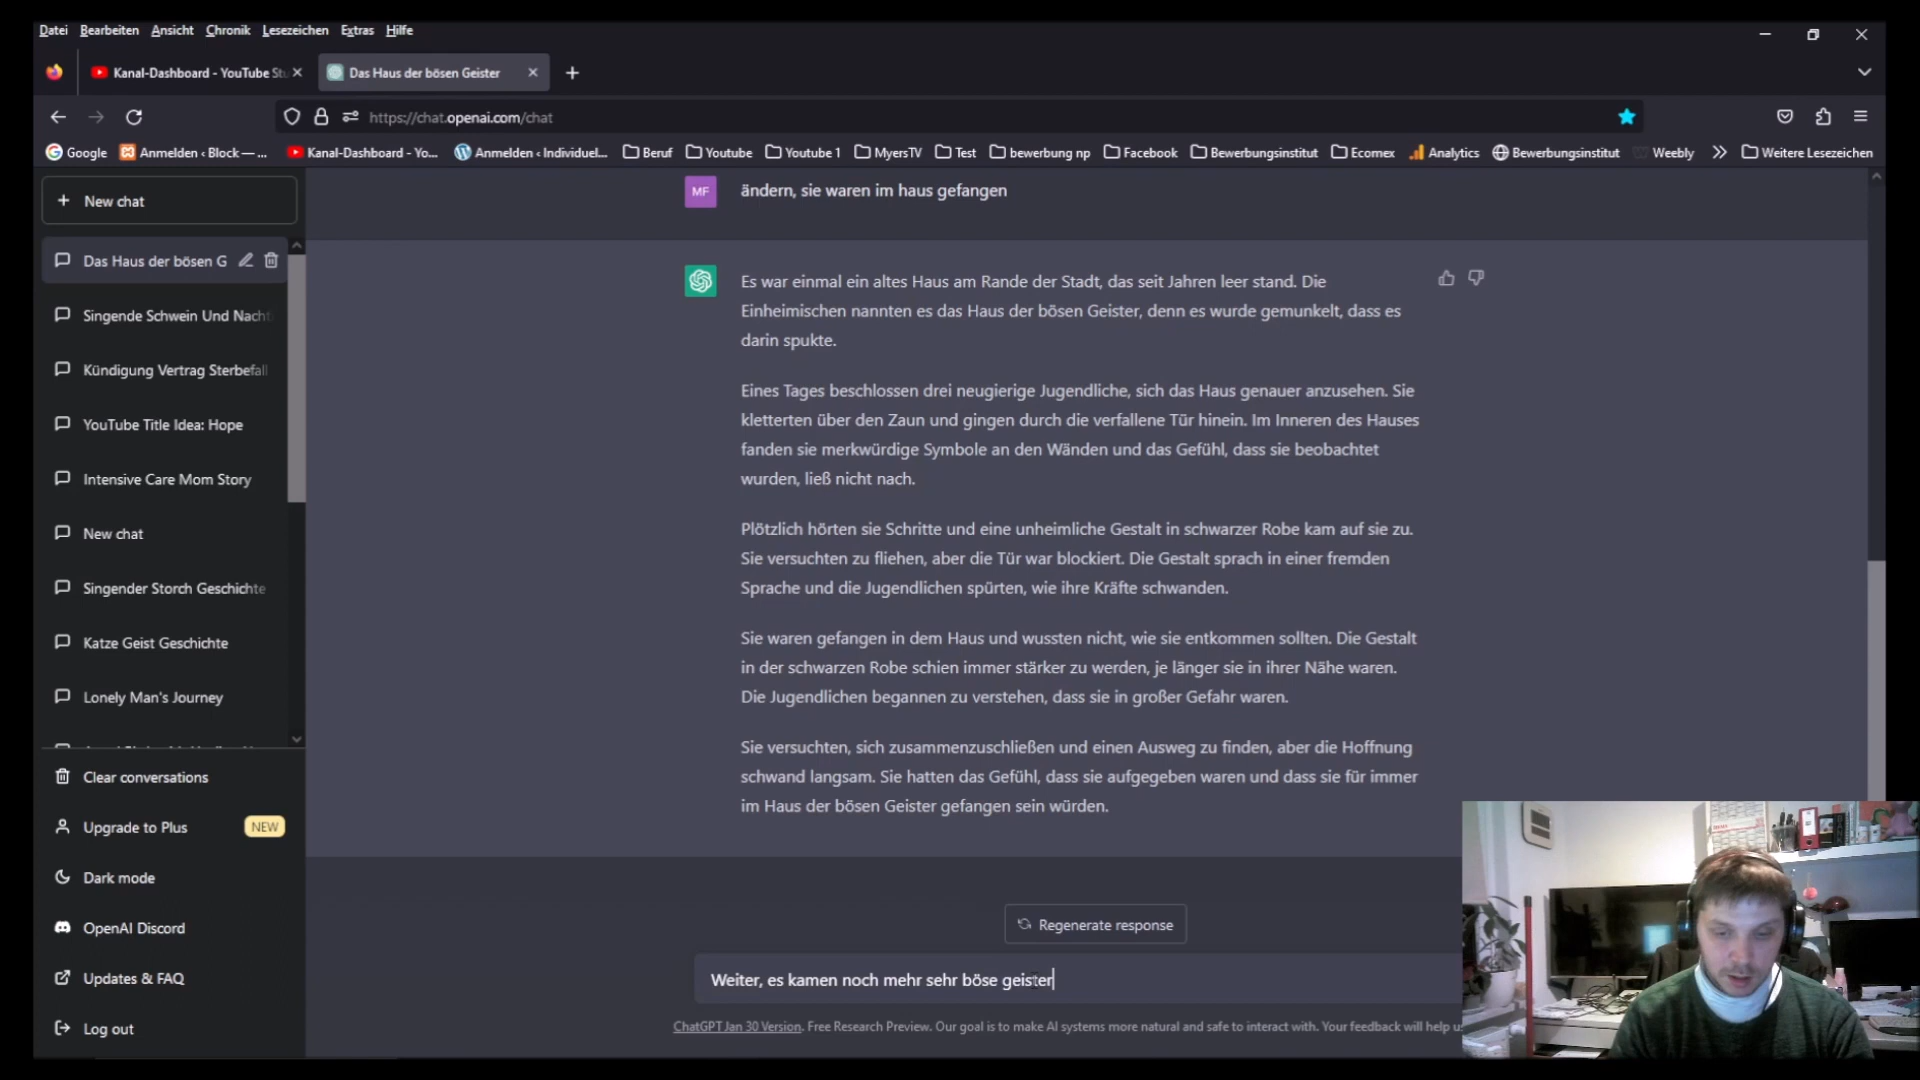 Datei Bearbeiten Ansicht Chronik Lesezeichen Extras Hilfe
Kanal-Dashboard - YouTube Stu
Das Haus der bösen Geister
https://chat.openai.com/chat
Google
Anmelden ‹ Block — ...
Kanal-Dashboard - Yo...
Anmelden ‹ Individuel...
Beruf
Youtube
Youtube 1
MyersTV
Test
bewerbung np
Facebook
Bewerbungsinstitut
Ecomex
Analytics
Bewerbungsinstitut
Weebly
Weitere Lesezeichen
New chat
Das Haus der bösen G
Singende Schwein Und Nacht
Kündigung Vertrag Sterbefall
YouTube Title Idea: Hope
Intensive Care Mom Story
New chat
Singender Storch Geschichte
Katze Geist Geschichte
Lonely Man's Journey
Clear conversations
Upgrade to Plus NEW
Dark mode
OpenAI Discord
Updates & FAQ
Log out
MF
ändern, sie waren im haus gefangen
Es war einmal ein altes Haus am Rande der Stadt, das seit Jahren leer stand. Die
Einheimischen nannten es das Haus der bösen Geister, denn es wurde gemunkelt, dass es
darin spukte.
Eines Tages beschlossen drei neugierige Jugendliche, sich das Haus genauer anzusehen. Sie
kletterten über den Zaun und gingen durch die verfallene Tür hinein. Im Inneren des Hauses
fanden sie merkwürdige Symbole an den Wänden und das Gefühl, dass sie beobachtet
wurden, ließ nicht nach.
Plötzlich hörten sie Schritte und eine unheimliche Gestalt in schwarzer Robe kam auf sie zu.
Sie versuchten zu fliehen, aber die Tür war blockiert. Die Gestalt sprach in einer fremden
Sprache und die Jugendlichen spürten, wie ihre Kräfte schwanden.
Sie waren gefangen in dem Haus und wussten nicht, wie sie entkommen sollten. Die Gestalt
in der schwarzen Robe schien immer stärker zu werden, je länger sie in ihrer Nähe waren.
Die Jugendlichen begannen zu verstehen, dass sie in großer Gefahr waren.
Sie versuchten, sich zusammenzuschließen und einen Ausweg zu finden, aber die Hoffnung
schwand langsam. Sie hatten das Gefühl, dass sie aufgegeben waren und dass sie für immer
im Haus der bösen Geister gefangen sein würden.
Regenerate response
Weiter, es kamen noch mehr sehr böse geister
ChatGPT Jan 30 Version. Free Research Preview. Our goal is to make AI systems more natural and safe to interact with. Your feedback will help u